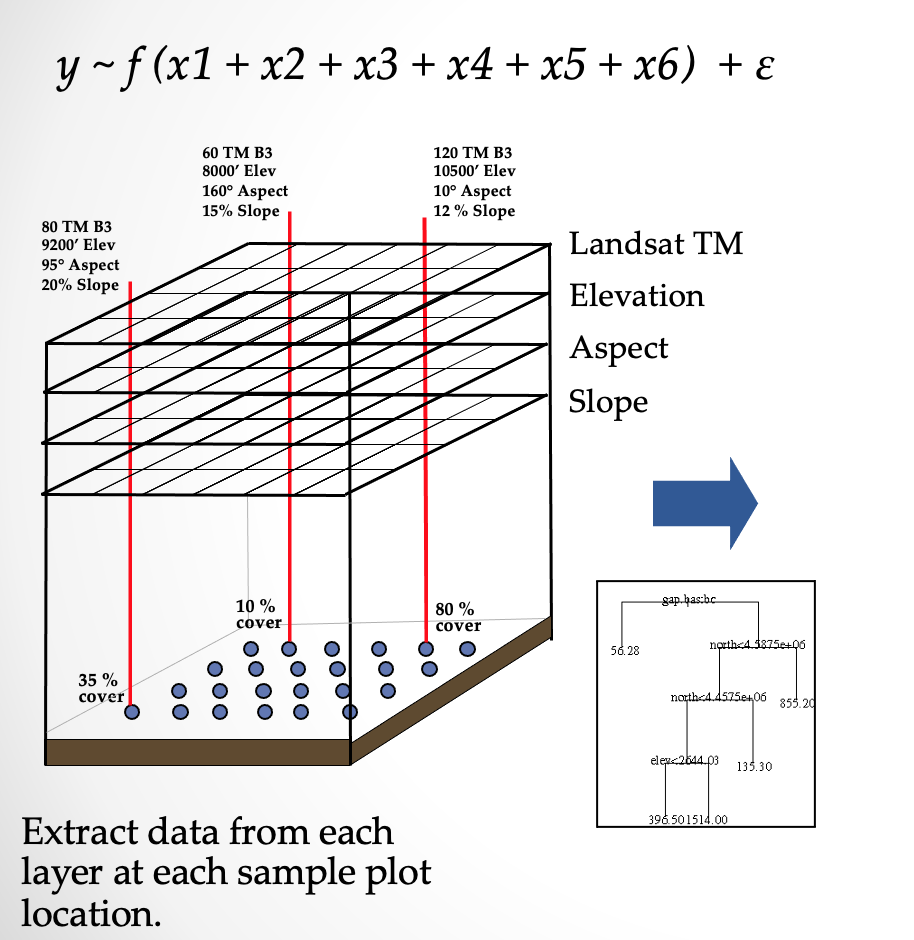 y ~ f (x1 + x2 + x3 + x4 + x5 + x6) + ε
60 TM B3
8000’ Elev
160° Aspect
15% Slope
120 TM B3
10500’ Elev
10° Aspect
12 % Slope
80 TM B3
9200’ Elev
95° Aspect
20% Slope
Landsat TM
Elevation
Aspect
Slope
10 %
cover
80 %
cover
35 %
cover
gap.bas:bc
56.28
north<4.5875e+06
north<4.4575e+06
855.20
elev<2644.03
135.30
396.50
1514.00
Extract data from each
layer at each sample plot
location.